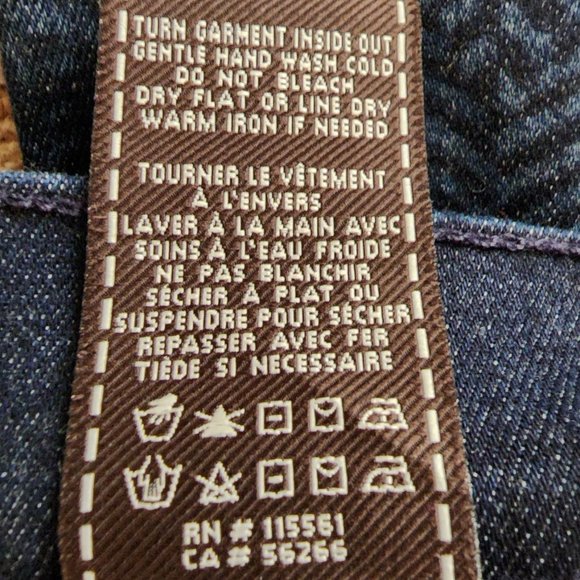 TURN GARMENT INSIDE OUT
GENTLE HAND WASH COLD
DO NOT BLEACH
DRY FLAT OR LINE DRY
WARM IRON IF NEEDED
TOURNER LE VÊTEMENT
À L'ENVERS
LAVER À LA MAIN AVEC
SOINS À L'EAU FROIDE
NE PAS BLANCHIR
SÉCHER À PLAT OU
SUSPENDRE POUR SÉCHER
REPASSER AVEC FER
TIÈDE SI NECESSAIRE
RN # 115561
CA # 56266